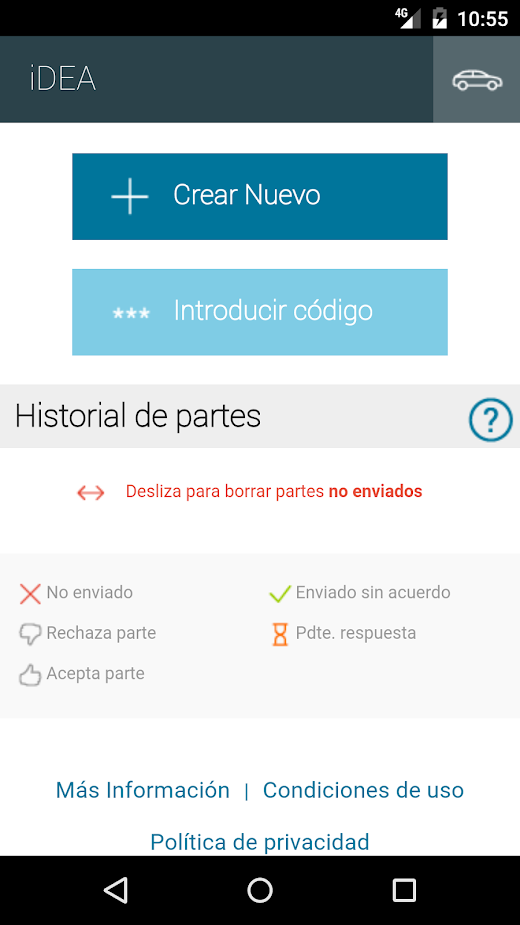 4G 10:55
iDEA
Crear Nuevo
*** Introducir código
Historial de partes ?
Desliza para borrar partes no enviados
No enviado Enviado sin acuerdo
Rechaza parte Pdte. respuesta
Acepta parte
Más Información | Condiciones de uso
Política de privacidad